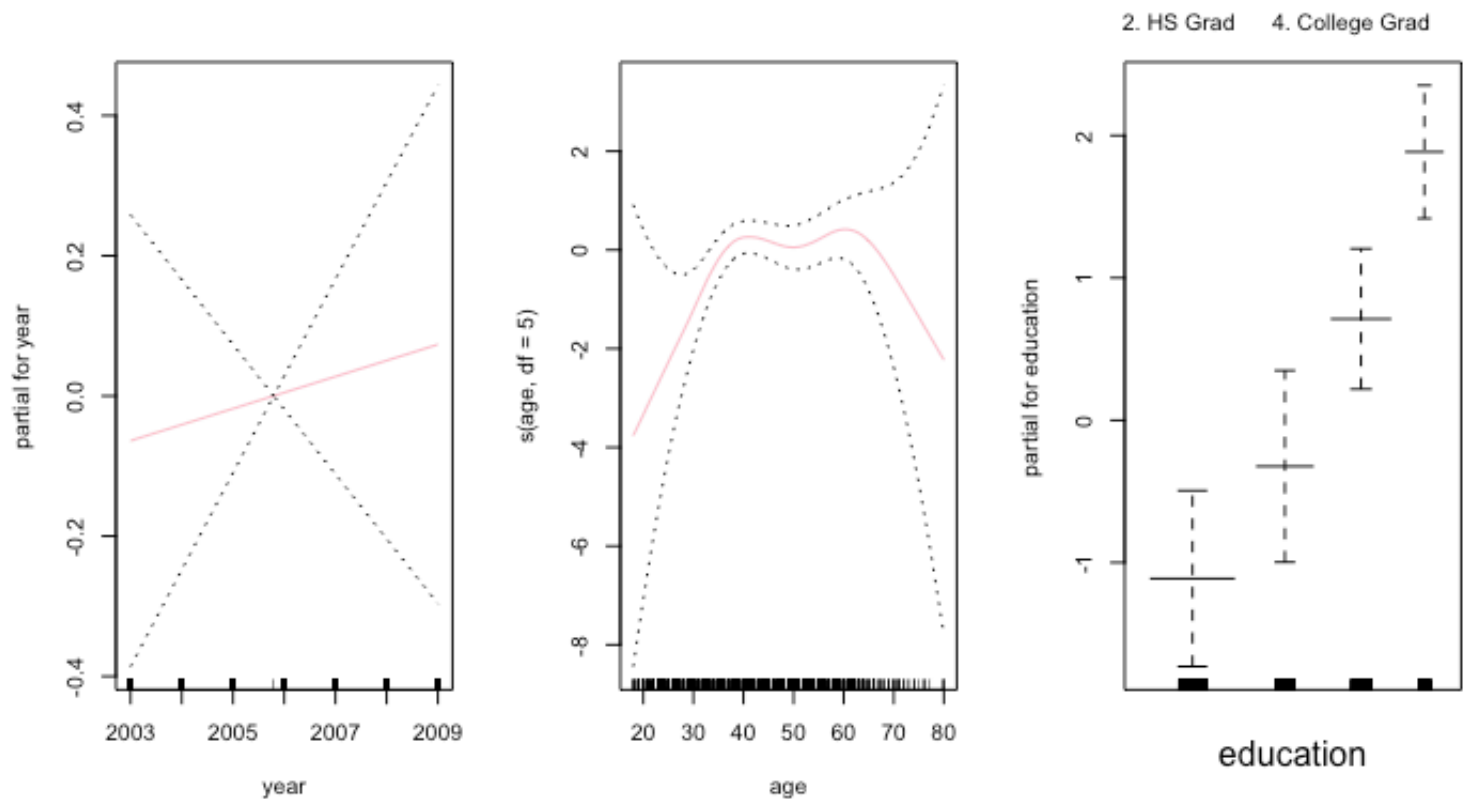 partial for year
0.4
0.2
0.0
-0.2
-0.4
2003 2005 2007 2009
year
s(age, df = 5)
2
0
-2
-4
-6
-8
20 30 40 50 60 70 80
age
2. HS Grad 4. College Grad
partial for education
2
1
0
-1
education